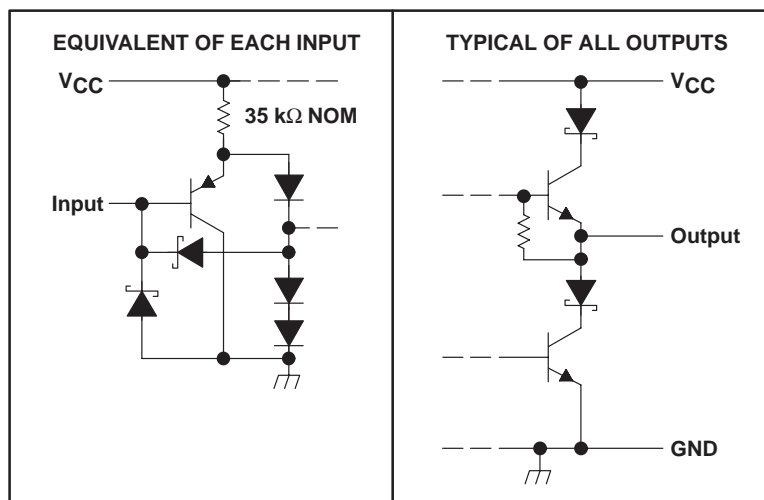 EQUIVALENT OF EACH INPUT
VCC
35 kΩ NOM
Input
TYPICAL OF ALL OUTPUTS
VCC
Output
GND